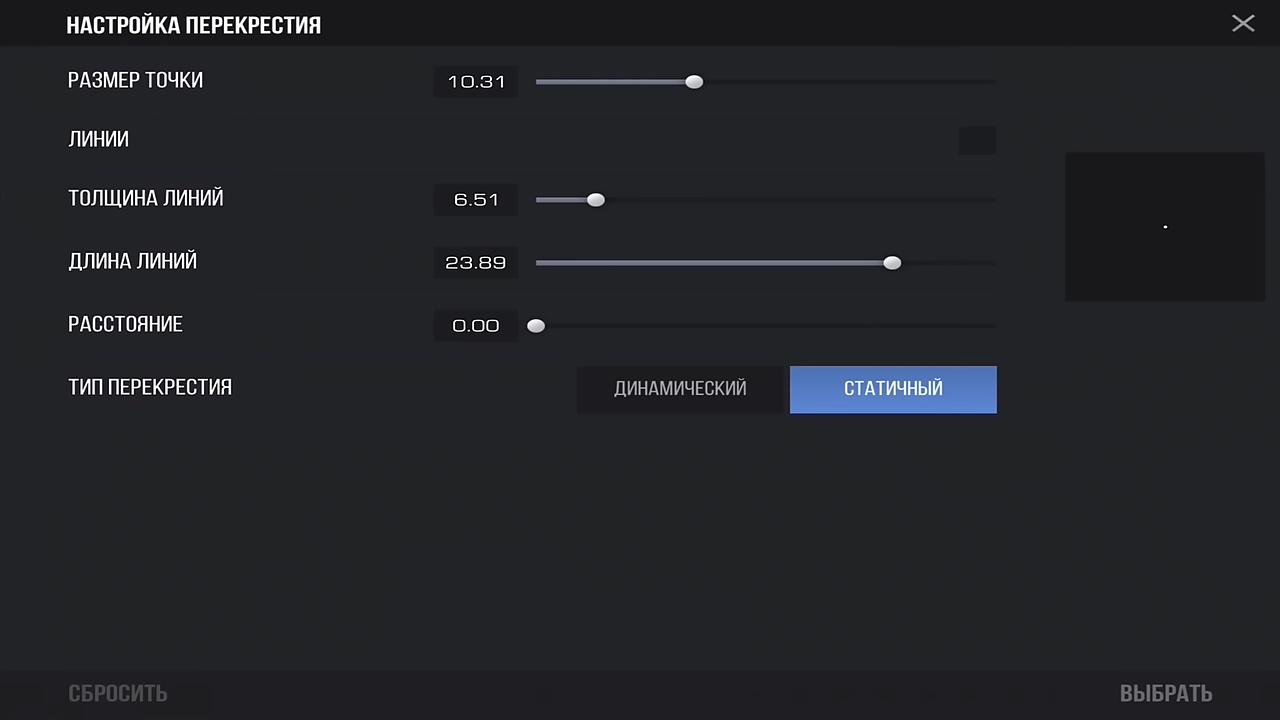 НАСТРОЙКА ПЕРЕКРЕСТИЯ
РАЗМЕР ТОЧКИ 10.31
ЛИНИИ
ТОЛЩИНА ЛИНИЙ 6.51
ДЛИНА ЛИНИЙ 23.89
РАССТОЯНИЕ 0.00
ТИП ПЕРЕКРЕСТИЯ ДИНАМИЧЕСКИЙ СТАТИЧНЫЙ
СБРОСИТЬ ВЫБРАТЬ